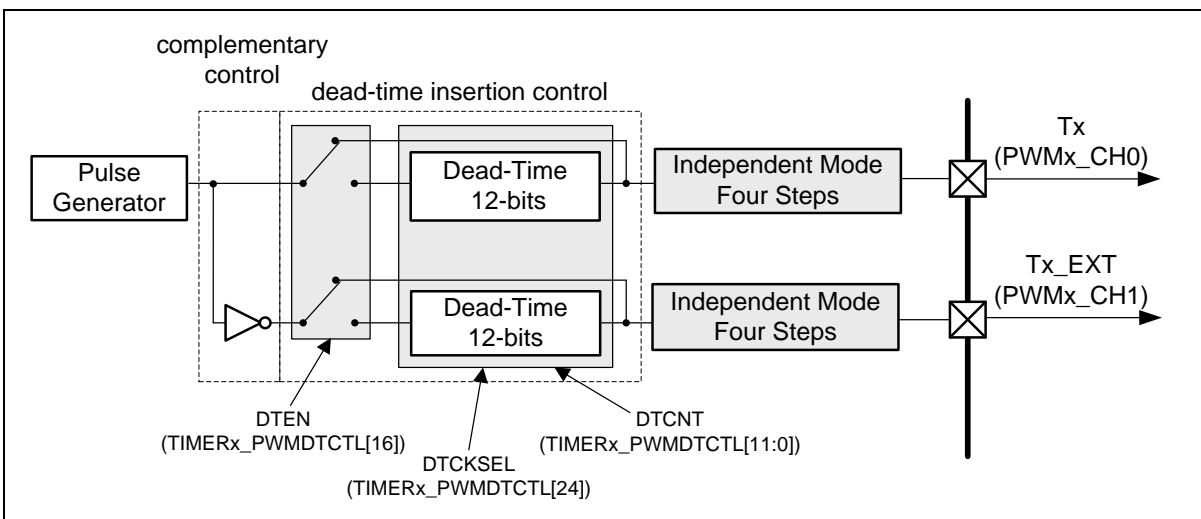 complementary
control
dead-time insertion control
Pulse
Generator
Dead-Time
12-bits
Independent Mode
Four Steps
Tx
(PWMx_CH0)
Dead-Time
12-bits
Independent Mode
Four Steps
Tx_EXT
(PWMx_CH1)
DTEN
(TIMERx_PWMDTCTL[16])
DTCKSEL
(TIMERx_PWMDTCTL[24])
DTCNT
(TIMERx_PWMDTCTL[11:0])